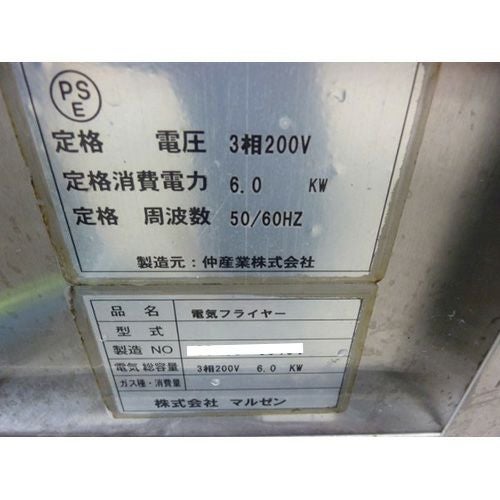 PS
E
定格 電圧 3相200V
定格消費電力 6.0 KW
定格 周波数 50/60HZ
製造元：仲産業株式会社
品名 電気フライヤー
型式
製造 NO
電気 総容量 3相200V 6.0 KW
ガス種・消費量
株式会社 マルゼン